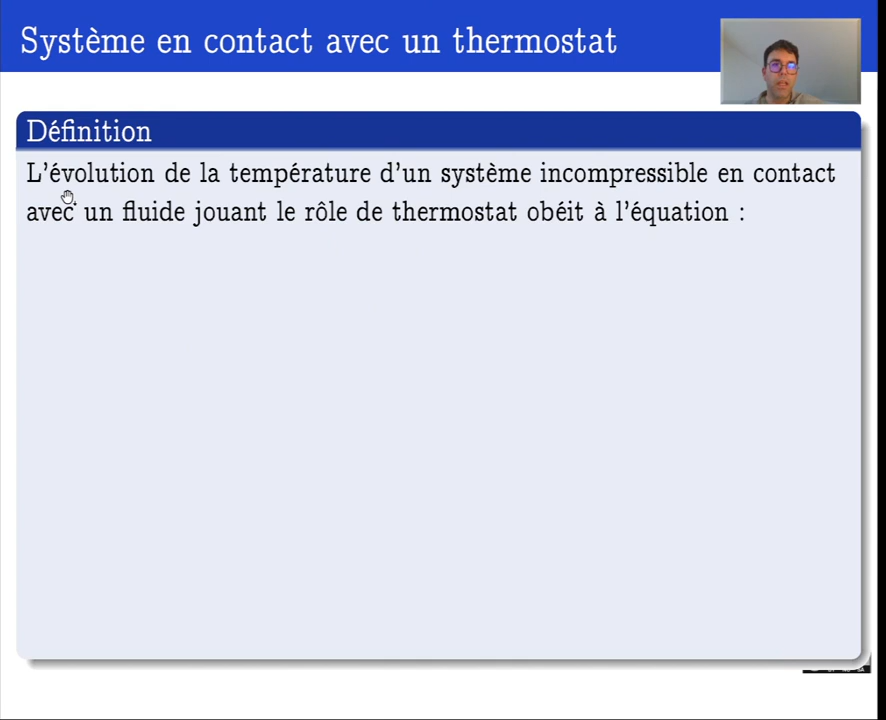 Système en contact avec un thermostat
Définition
L'évolution de la température d'un système incompressible en contact
avec un fluide jouant le rôle de thermostat obéit à l'équation :